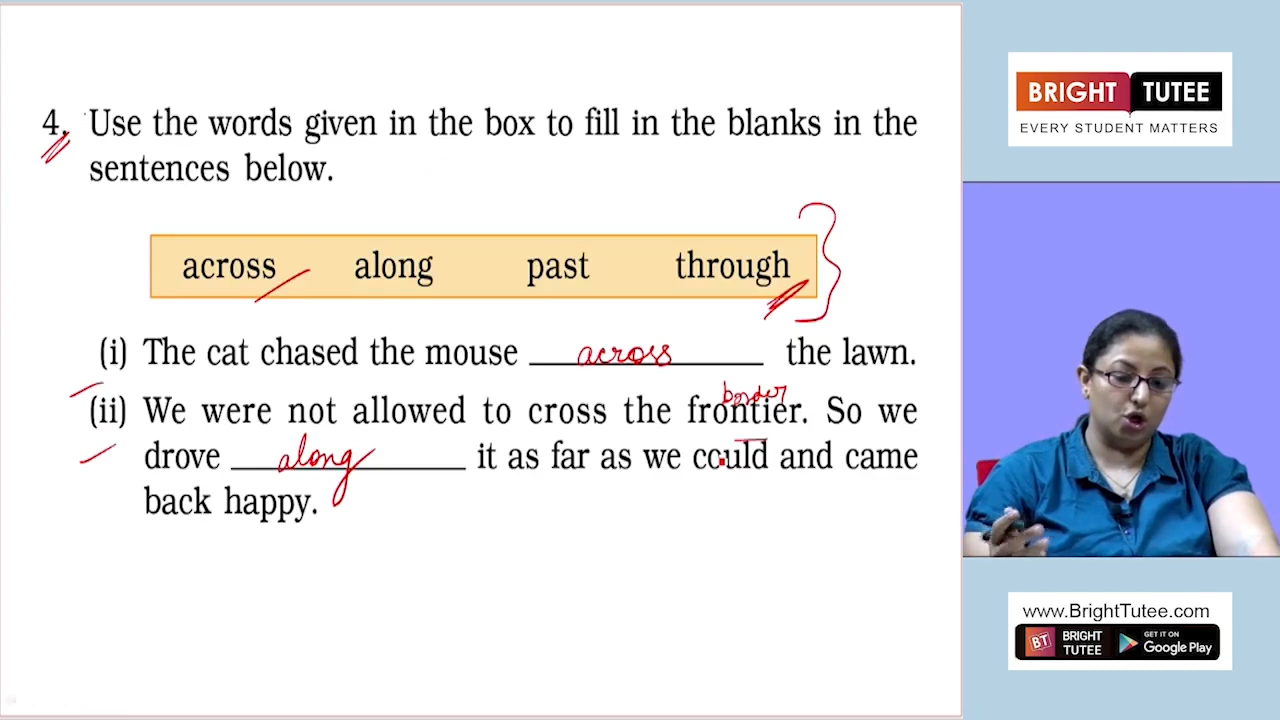 4. Use the words given in the box to fill in the blanks in the
sentences below.
across along past through
(i) The cat chased the mouse across the lawn.
border
(ii) We were not allowed to cross the frontier. So we
drove along it as far as we could and came
back happy.
BRIGHT TUTEE
EVERY STUDENT MATTERS
www.BrightTutee.com
BT BRIGHT TUTEE
GET IT ON Google Play